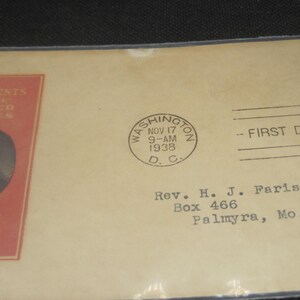 WASHINGTON
NOV 17
9-AM
1938
D. C.
- FIRST D
Rev. H. J. Faris
Box 466
Palmyra, Mo